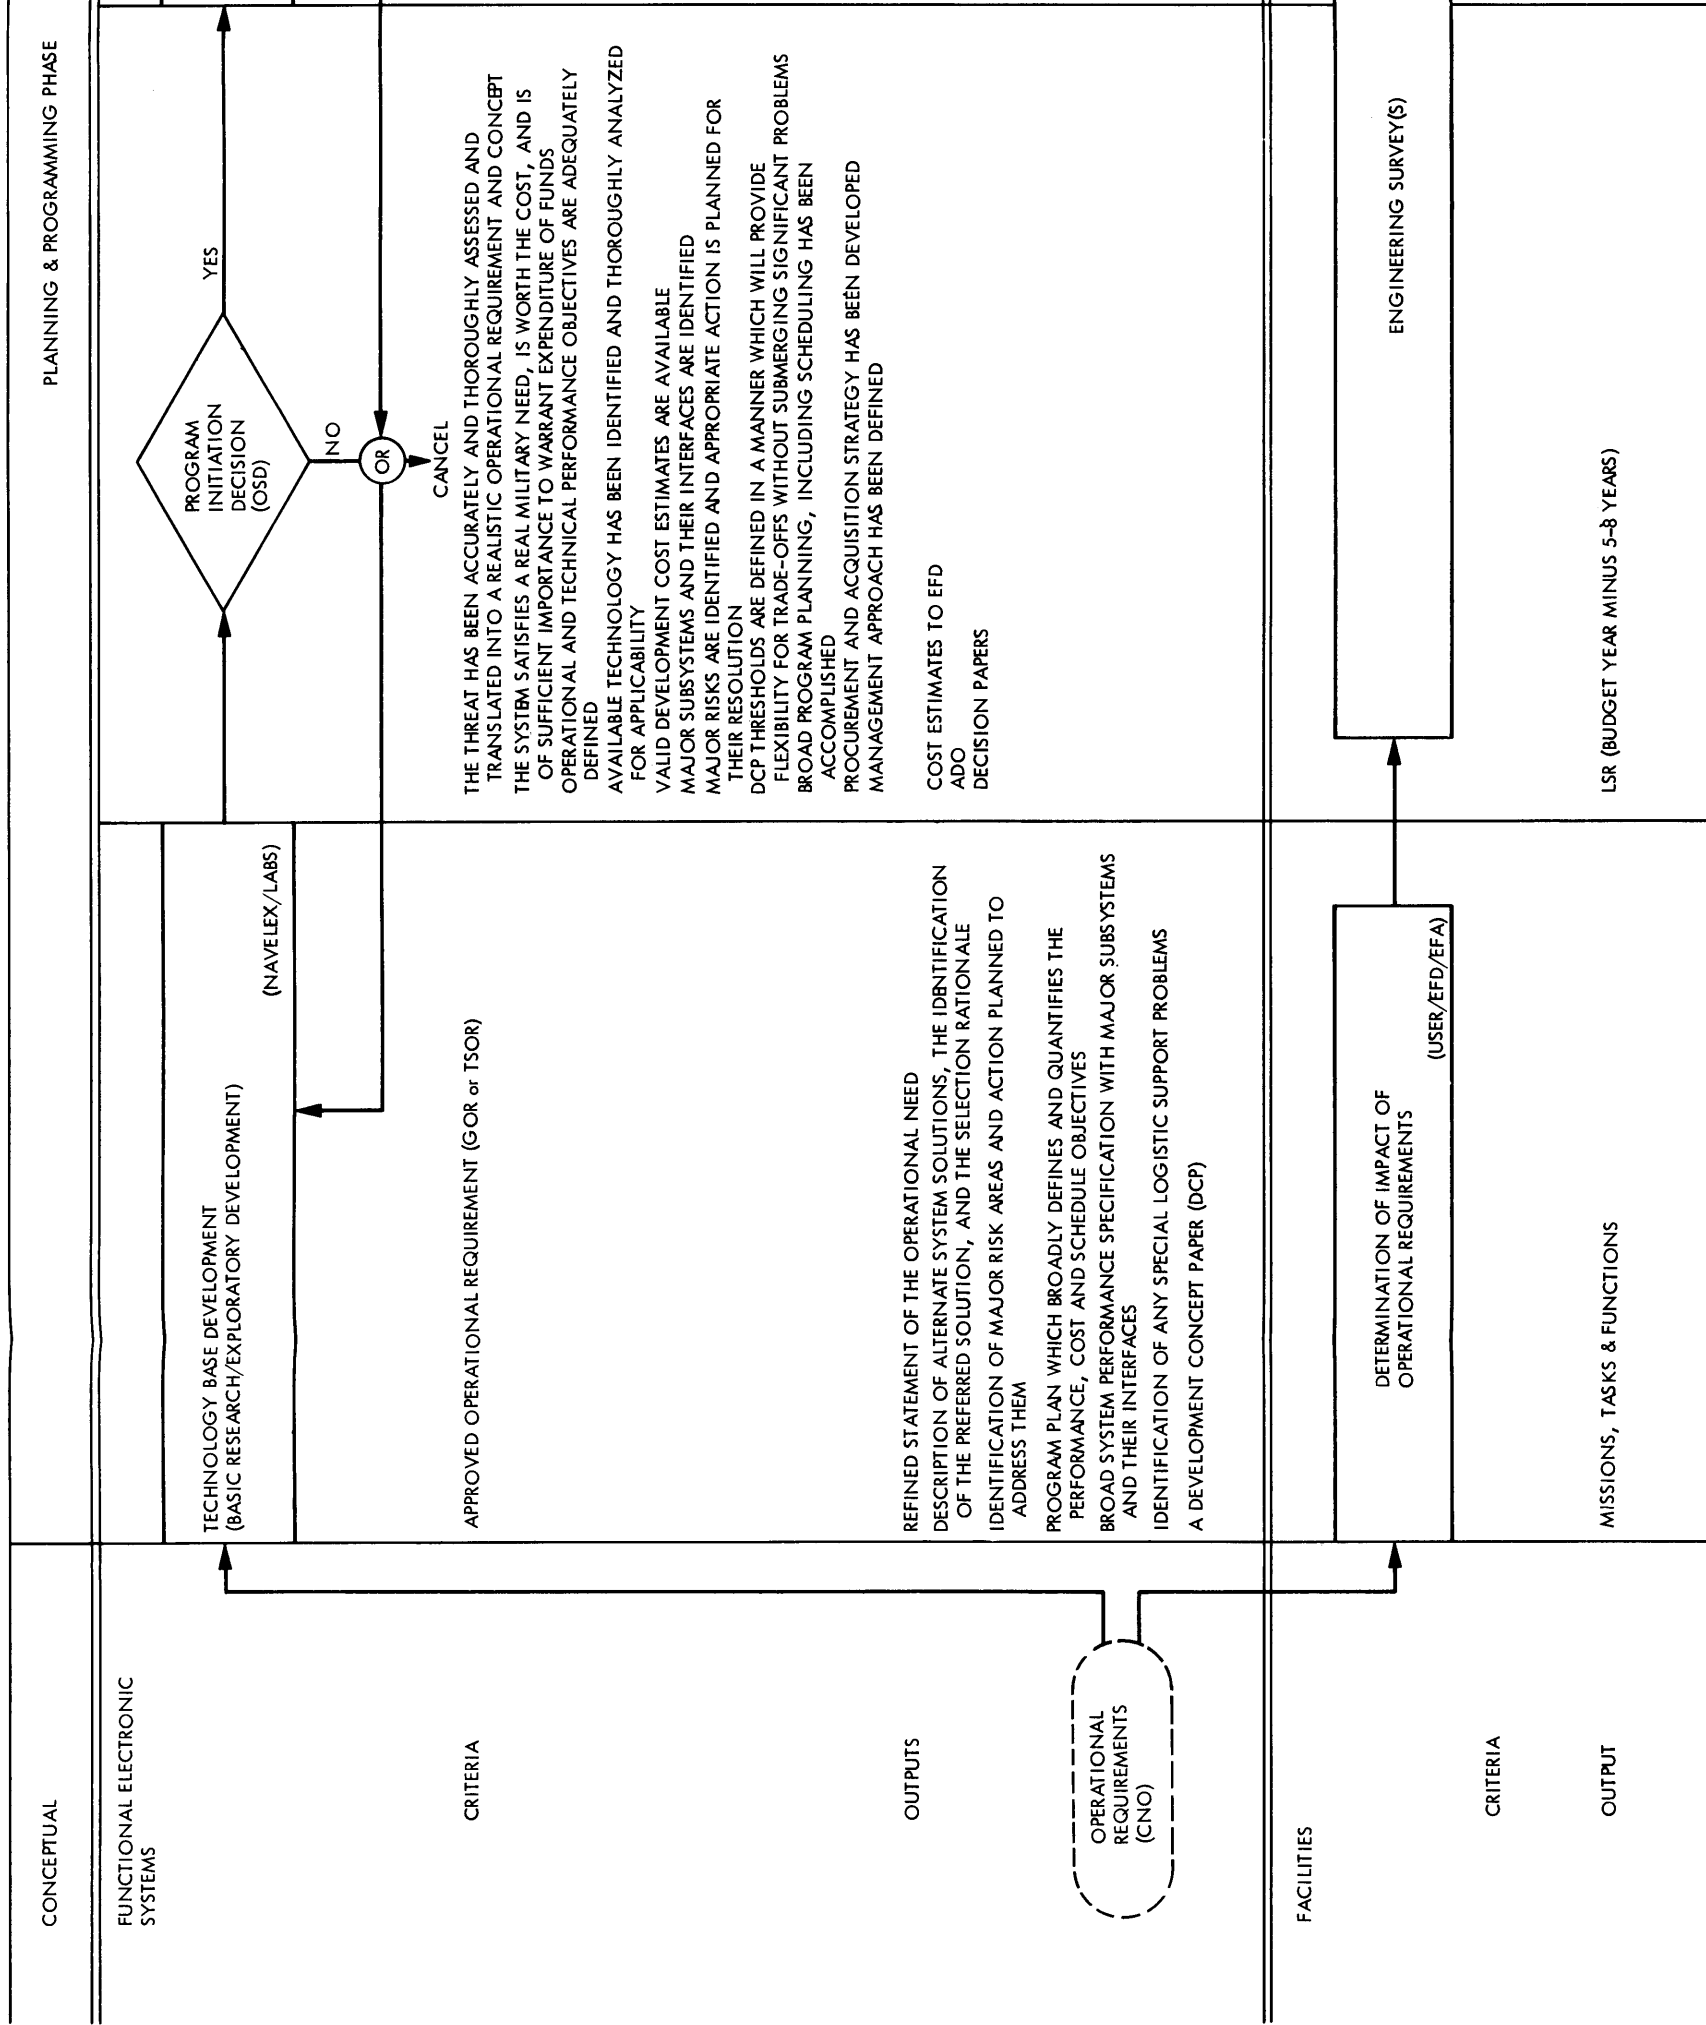 CONCEPTUAL
PLANNING & PROGRAMMING PHASE
FUNCTIONAL ELECTRONIC
SYSTEMS
TECHNOLOGY BASE DEVELOPMENT
(BASIC RESEARCH/EXPLORATORY DEVELOPMENT)
(NAVELEX/LABS)
PROGRAM
INITIATION
DECISION
(OSD)
YES
NO
OR
CANCEL
CRITERIA
APPROVED OPERATIONAL REQUIREMENT (GOR or TSOR)
THE THREAT HAS BEEN ACCURATELY AND THOROUGHLY ASSESSED AND
TRANSLATED INTO A REALISTIC OPERATIONAL REQUIREMENT AND CONCEPT
THE SYSTEM SATISFIES A REAL MILITARY NEED, IS WORTH THE COST, AND IS
OF SUFFICIENT IMPORTANCE TO WARRANT EXPENDITURE OF FUNDS
OPERATIONAL AND TECHNICAL PERFORMANCE OBJECTIVES ARE ADEQUATELY
DEFINED
AVAILABLE TECHNOLOGY HAS BEEN IDENTIFIED AND THOROUGHLY ANALYZED
FOR APPLICABILITY
VALID DEVELOPMENT COST ESTIMATES ARE AVAILABLE
MAJOR SUBSYSTEMS AND THEIR INTERFACES ARE IDENTIFIED
MAJOR RISKS ARE IDENTIFIED AND APPROPRIATE ACTION IS PLANNED FOR
THEIR RESOLUTION
DCP THRESHOLDS ARE DEFINED IN A MANNER WHICH WILL PROVIDE
FLEXIBILITY FOR TRADE-OFFS WITHOUT SUBMERGING SIGNIFICANT PROBLEMS
BROAD PROGRAM PLANNING, INCLUDING SCHEDULING HAS BEEN
ACCOMPLISHED
PROCUREMENT AND ACQUISITION STRATEGY HAS BEEN DEVELOPED
MANAGEMENT APPROACH HAS BEEN DEFINED
OUTPUTS
REFINED STATEMENT OF THE OPERATIONAL NEED
DESCRIPTION OF ALTERNATE SYSTEM SOLUTIONS, THE IDENTIFICATION
OF THE PREFERRED SOLUTION, AND THE SELECTION RATIONALE
IDENTIFICATION OF MAJOR RISK AREAS AND ACTION PLANNED TO
ADDRESS THEM
PROGRAM PLAN WHICH BROADLY DEFINES AND QUANTIFIES THE
PERFORMANCE, COST AND SCHEDULE OBJECTIVES
BROAD SYSTEM PERFORMANCE SPECIFICATION WITH MAJOR SUBSYSTEMS
AND THEIR INTERFACES
IDENTIFICATION OF ANY SPECIAL LOGISTIC SUPPORT PROBLEMS
A DEVELOPMENT CONCEPT PAPER (DCP)
COST ESTIMATES TO EFD
ADO
DECISION PAPERS
OPERATIONAL
REQUIREMENTS
(CNO)
FACILITIES
DETERMINATION OF IMPACT OF
OPERATIONAL REQUIREMENTS
(USER/EFD/EFA)
ENGINEERING SURVEY(S)
CRITERIA
OUTPUT
MISSIONS, TASKS & FUNCTIONS
LSR (BUDGET YEAR MINUS 5-8 YEARS)